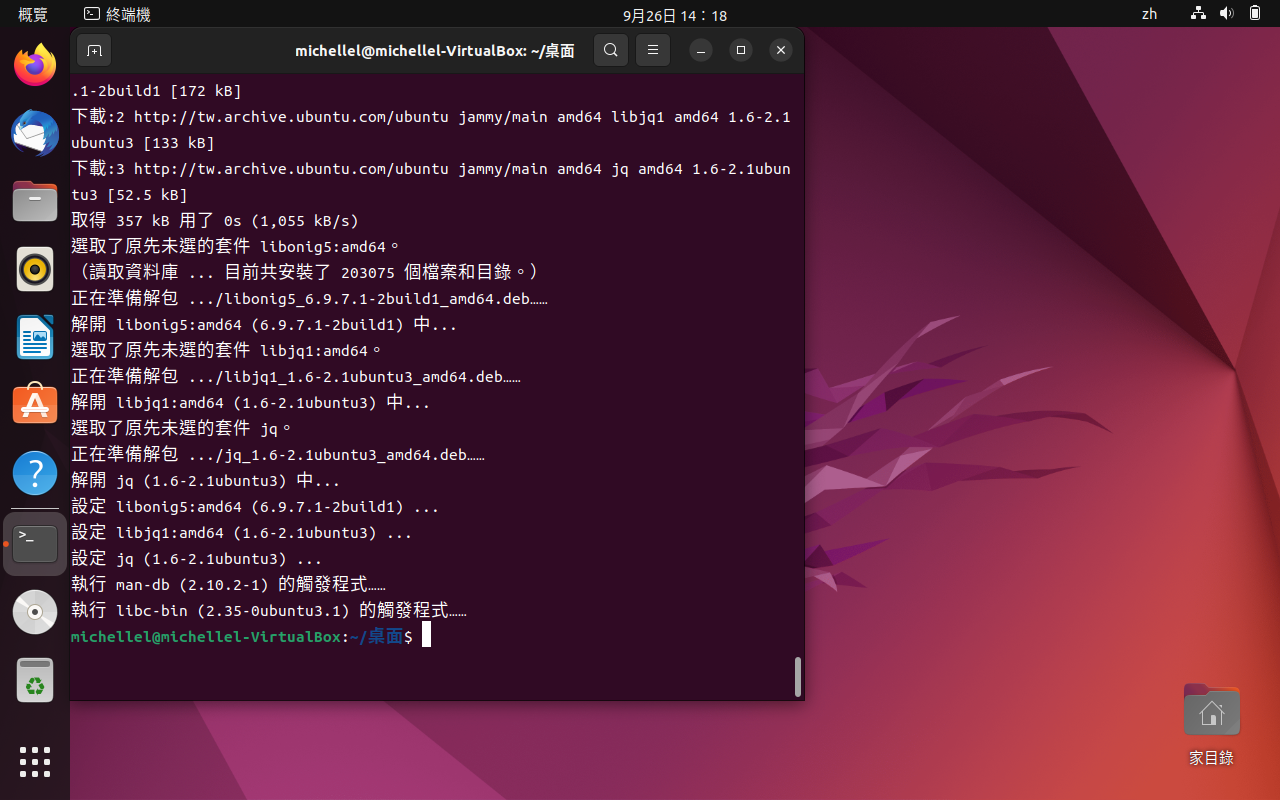 概覽
終端機
9月26日 14：18
zh
michellel@michellel-VirtualBox: ~/桌面
.1-2build1 [172 kB]
下載:2 http://tw.archive.ubuntu.com/ubuntu jammy/main amd64 libjq1 amd64 1.6-2.1
ubuntu3 [133 kB]
下載:3 http://tw.archive.ubuntu.com/ubuntu jammy/main amd64 jq amd64 1.6-2.1ubun
tu3 [52.5 kB]
取得 357 kB 用了 0s (1,055 kB/s)
選取了原先未選的套件 libonig5:amd64。
（讀取資料庫 ... 目前共安裝了 203075 個檔案和目錄。）
正在準備解包 .../libonig5_6.9.7.1-2build1_amd64.deb……
解開 libonig5:amd64 (6.9.7.1-2build1) 中...
選取了原先未選的套件 libjq1:amd64。
正在準備解包 .../libjq1_1.6-2.1ubuntu3_amd64.deb……
解開 libjq1:amd64 (1.6-2.1ubuntu3) 中...
選取了原先未選的套件 jq。
正在準備解包 .../jq_1.6-2.1ubuntu3_amd64.deb……
解開 jq (1.6-2.1ubuntu3) 中...
設定 libonig5:amd64 (6.9.7.1-2build1) ...
設定 libjq1:amd64 (1.6-2.1ubuntu3) ...
設定 jq (1.6-2.1ubuntu3) ...
執行 man-db (2.10.2-1) 的觸發程式……
執行 libc-bin (2.35-0ubuntu3.1) 的觸發程式……
michellel@michellel-VirtualBox:~/桌面$
家目錄